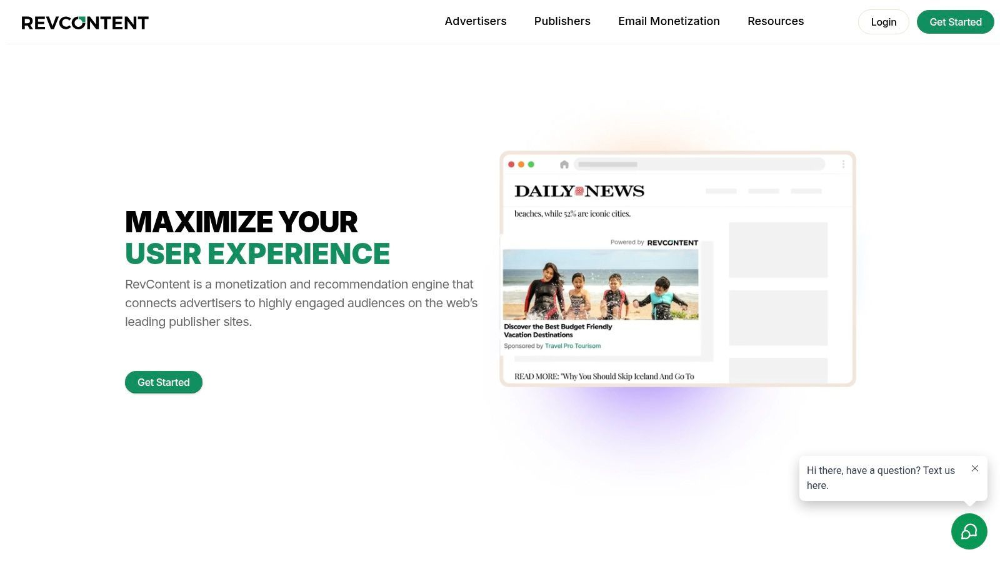 REVCONTENT
Advertisers
Publishers
Email Monetization
Resources
Login
Get Started
MAXIMIZE YOUR
USER EXPERIENCE
RevContent is a monetization and recommendation engine that
connects advertisers to highly engaged audiences on the web’s
leading publisher sites.
Get Started
DAILY NEWS
beaches, while 52% are iconic cities.
Powered by REVCONTENT
Discover the Best Budget Friendly
Vacation Destinations
Sponsored by Travel Pro Tourisom
READ MORE: "Why You Should Skip Iceland And Go To
Hi there, have a question? Text us
here.